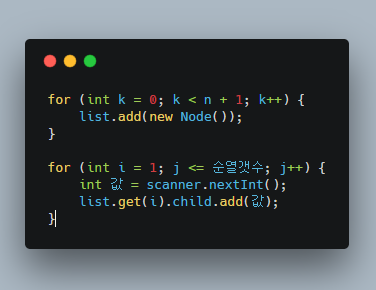 for (int k = 0; k < n + 1; k++) {
    list.add(new Node());
}
for (int i = 1; j <= 순열갯수; j++) {
    int 값 = scanner.nextInt();
    list.get(i).child.add(값);
}